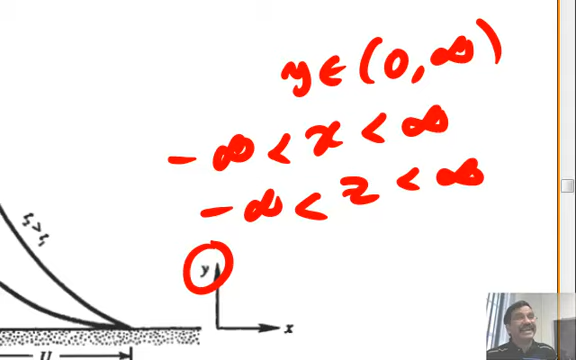 y ∈ (0, ∞)
- ∞ < x < ∞
- ∞ < z < ∞
y
x
U